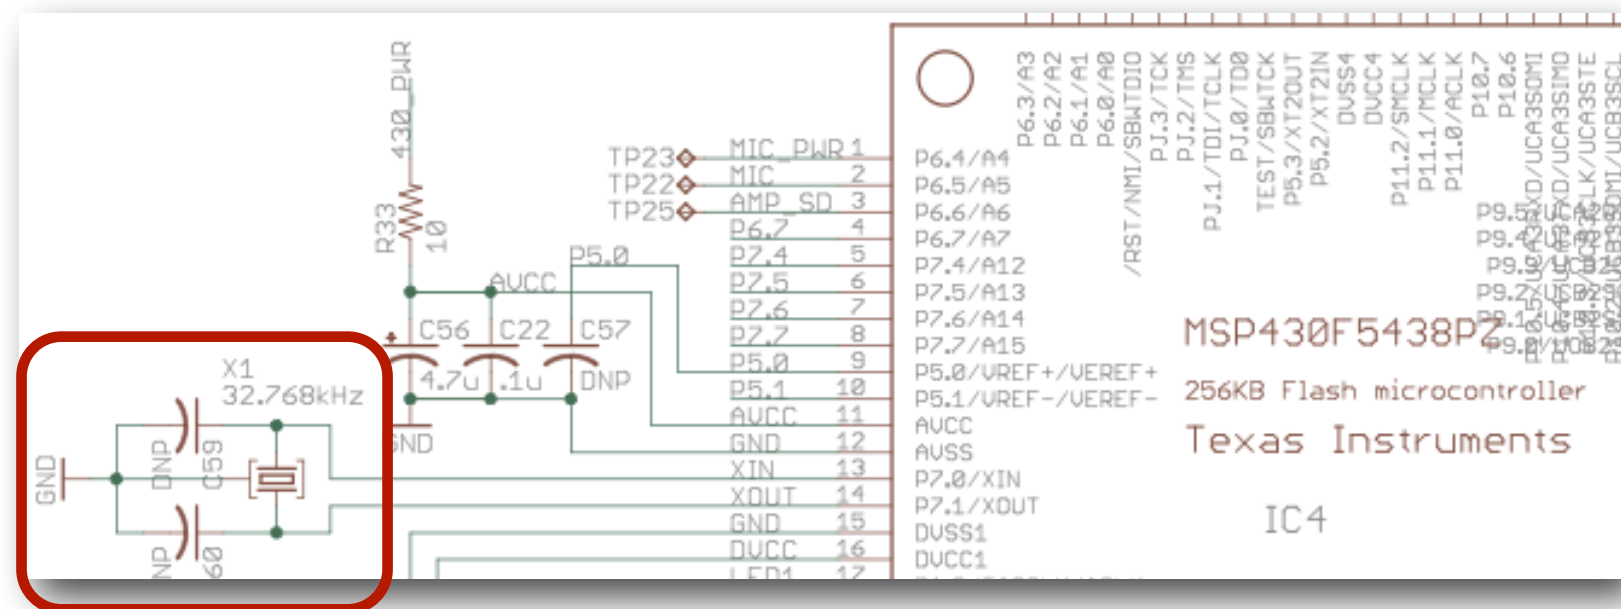 430_PWR
R33
10
TP23
TP22
TP25
MIC_PWR 1
MIC 2
AMP_SD 3
P6.7 4
P7.4 5
P7.5 6
P7.6 7
P7.7 8
P5.0 9
P5.1 10
AVCC 11
GND 12
XIN 13
XOUT 14
GND 15
DVCC 16
LED1 17
P5.0
AVCC
C56
C22
C57
4.7u
.1u
DNP
GND
X1
32.768kHz
GND
DNP
C59
NP
60
P6.4/A4
P6.5/A5
P6.6/A6
P6.7/A7
P7.4/A12
P7.5/A13
P7.6/A14
P7.7/A15
P5.0/VREF+/VEREF+
P5.1/VREF-/VEREF-
AVCC
AVSS
P7.0/XIN
P7.1/XOUT
DVSS1
DVCC1
P6.3/A3
P6.2/A2
P6.1/A1
P6.0/A0
/RST/NMI/SBWTDIO
PJ.3/TCK
PJ.2/TMS
PJ.1/TDI/TCLK
PJ.0/TDO
TEST/SBWTCK
P5.3/XT2OUT
P5.2/XT2IN
DVSS4
DVCC4
P11.2/SMCLK
P11.1/MCLK
P11.0/ACLK
P10.7
P10.6
MSP430F5438PZ
256KB Flash microcontroller
Texas Instruments
IC4